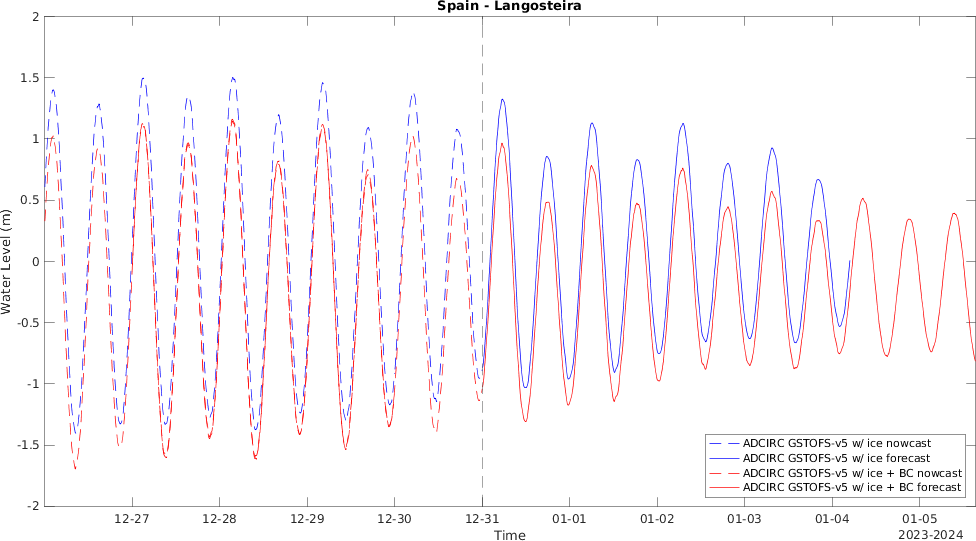 Spain - Langosteira
Water Level (m)
2
1.5
1
0.5
0
-0.5
-1
-1.5
-2
12-27 12-28 12-29 12-30 12-31 01-01 01-02 01-03 01-04 01-05
Time
2023-2024
ADCIRC GSTOFS-v5 w/ ice nowcast
ADCIRC GSTOFS-v5 w/ ice forecast
ADCIRC GSTOFS-v5 w/ ice + BC nowcast
ADCIRC GSTOFS-v5 w/ ice + BC forecast